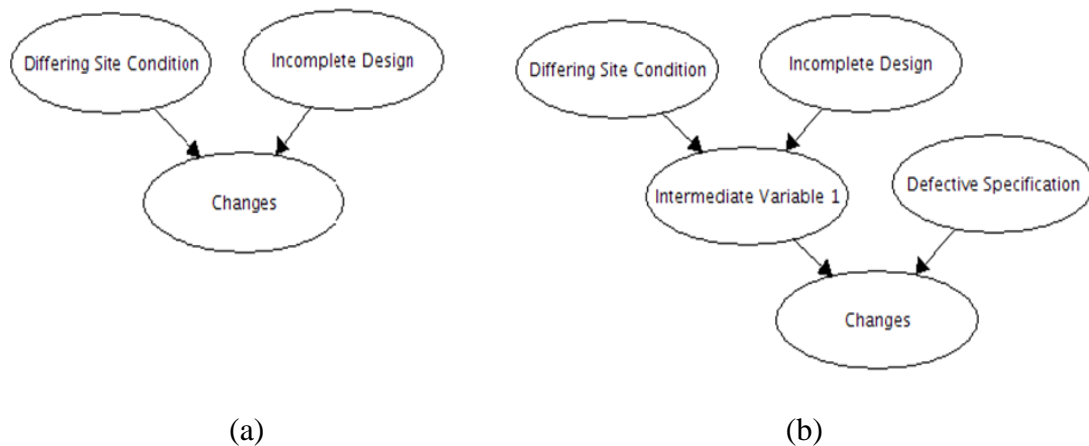 Differing Site Condition
Incomplete Design
Changes
(a)
Differing Site Condition
Incomplete Design
Intermediate Variable 1
Defective Specification
Changes
(b)